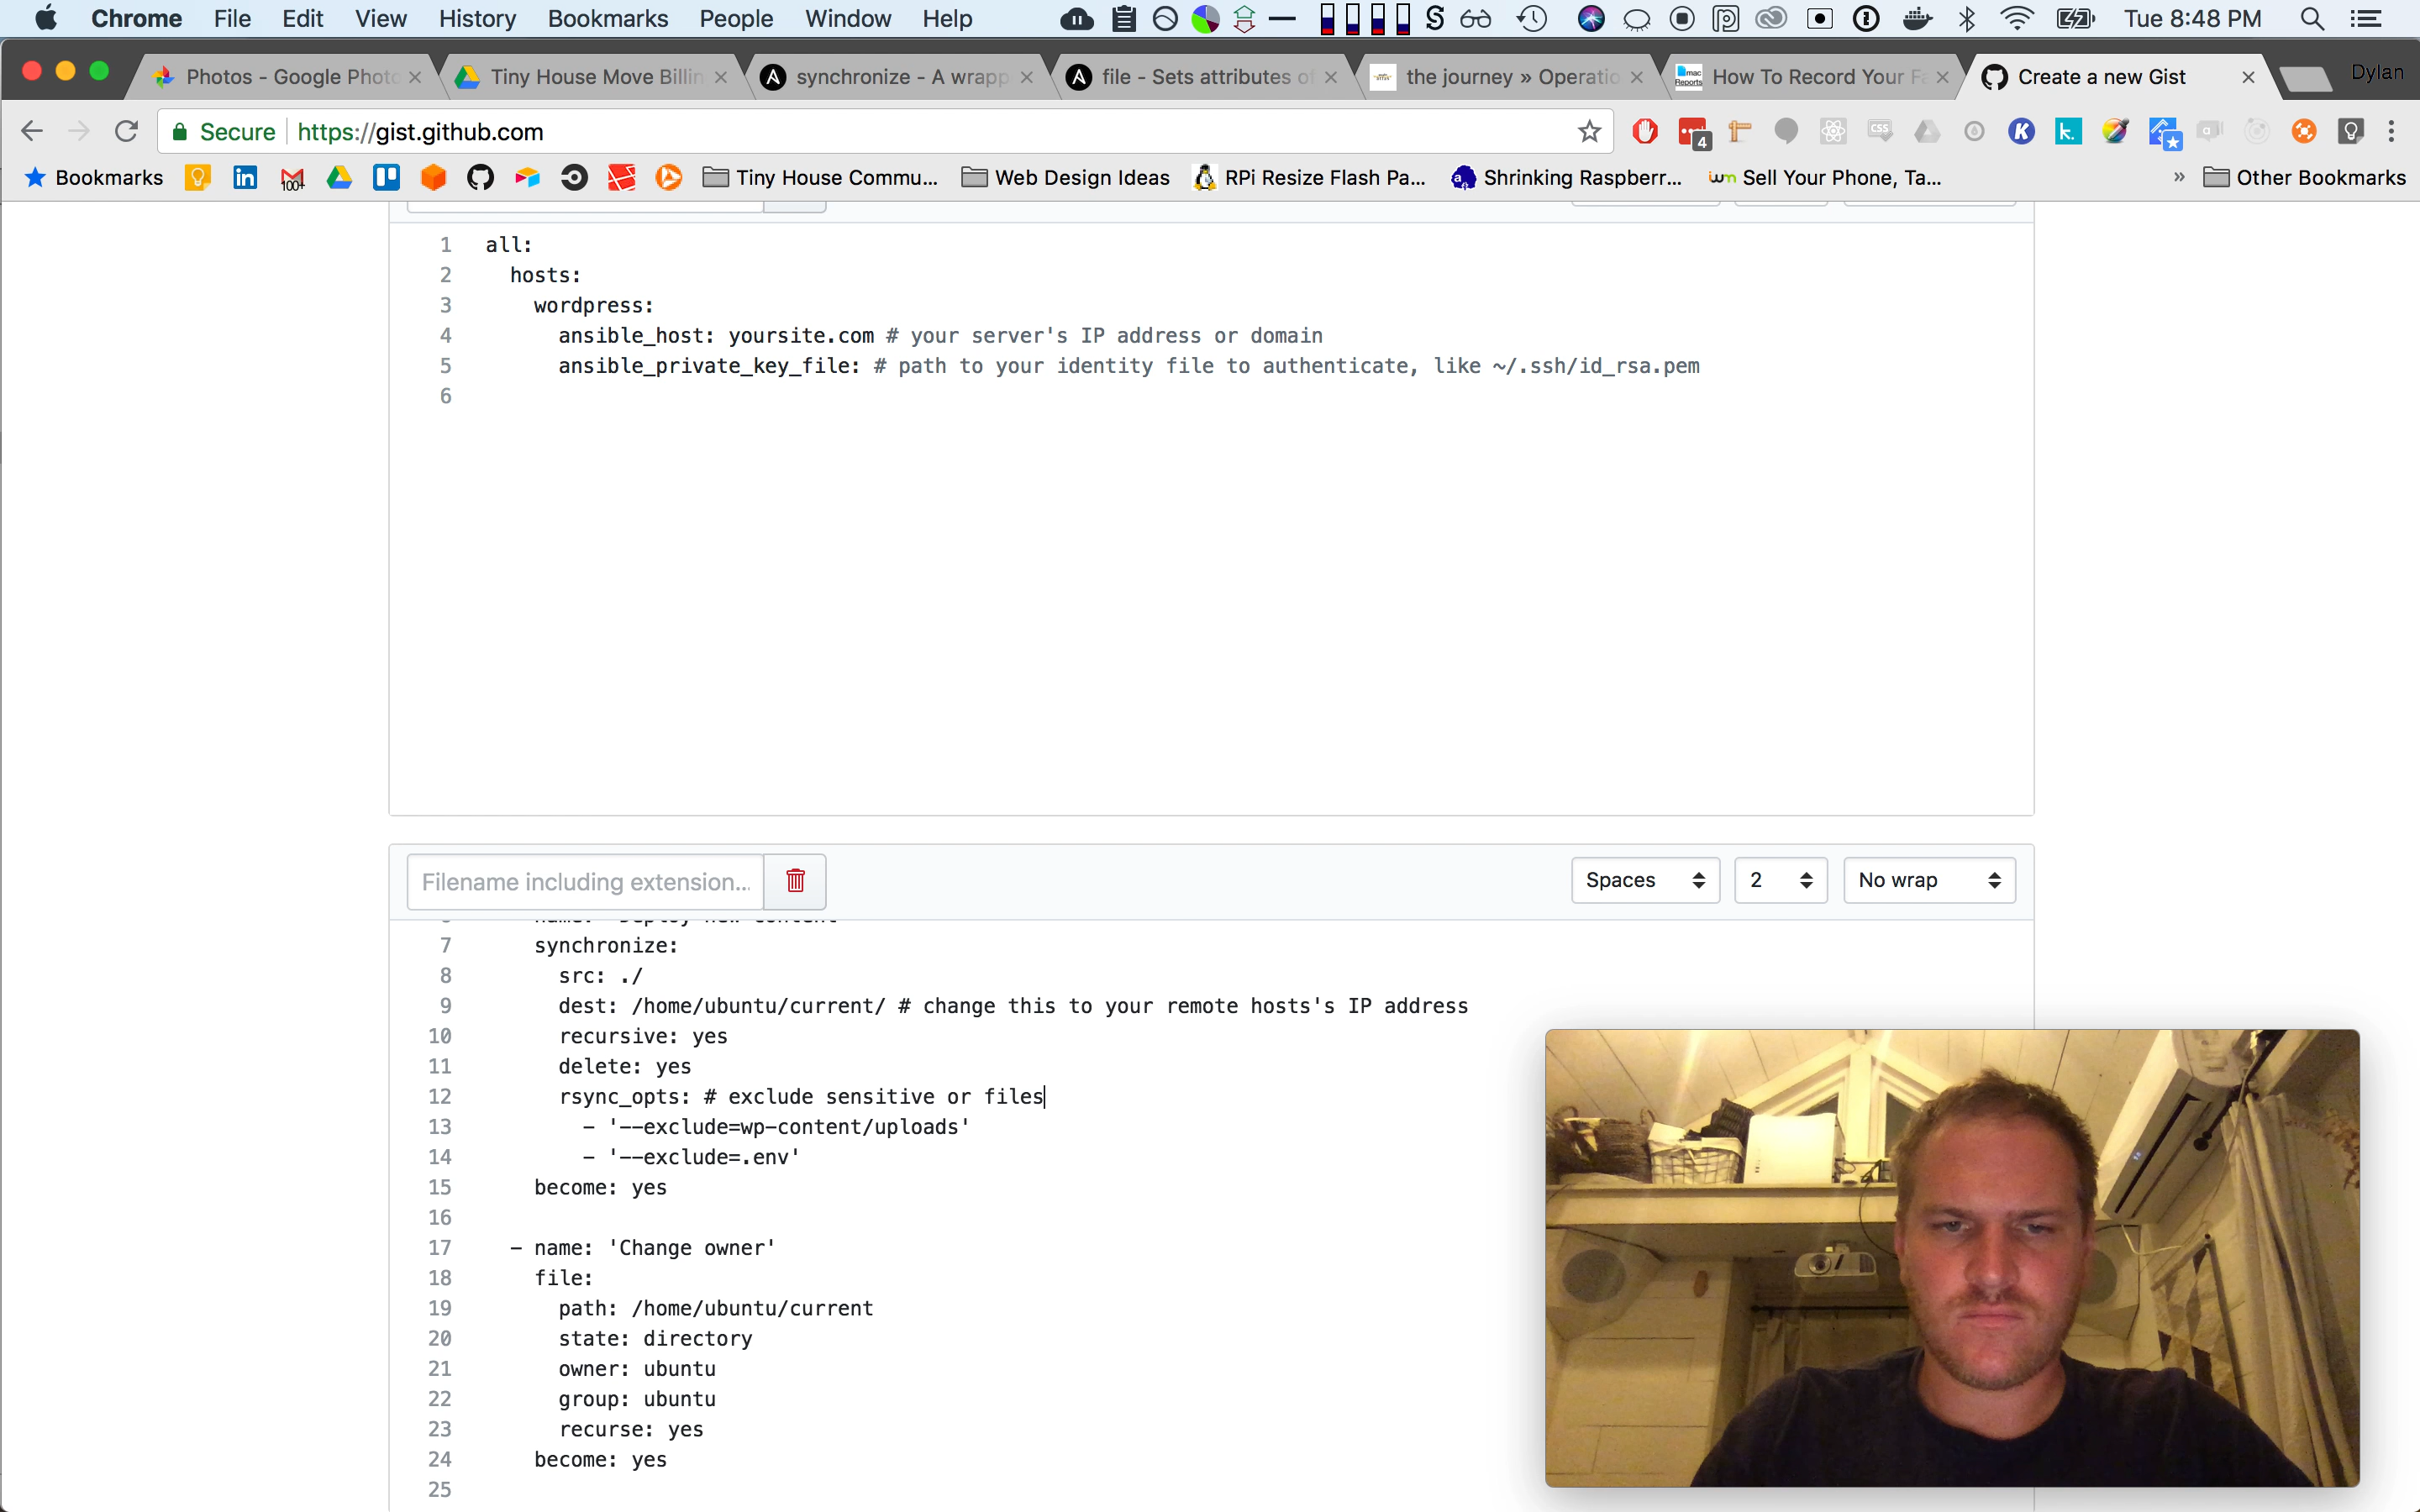 Chrome File Edit View History Bookmarks People Window Help Tue 8:48 PM
Photos - Google Phot Tiny House Move Billin synchronize - A wrapp file - Sets attributes of the journey » Operatio How To Record Your Fa Create a new Gist Dylan
Secure https://gist.github.com 4
Bookmarks 100+ Tiny House Commu... Web Design Ideas RPi Resize Flash Pa... Shrinking Raspberr... Sell Your Phone, Ta... » Other Bookmarks
1 all:
2 hosts:
3 wordpress:
4 ansible_host: yoursite.com # your server's IP address or domain
5 ansible_private_key_file: # path to your identity file to authenticate, like ~/.ssh/id_rsa.pem
6
Filename including extension... Spaces 2 No wrap
7 synchronize:
8 src: ./
9 dest: /home/ubuntu/current/ # change this to your remote hosts's IP address
10 recursive: yes
11 delete: yes
12 rsync_opts: # exclude sensitive or files
13 - '--exclude=wp-content/uploads'
14 - '--exclude=.env'
15 become: yes
16
17 - name: 'Change owner'
18 file:
19 path: /home/ubuntu/current
20 state: directory
21 owner: ubuntu
22 group: ubuntu
23 recurse: yes
24 become: yes
25